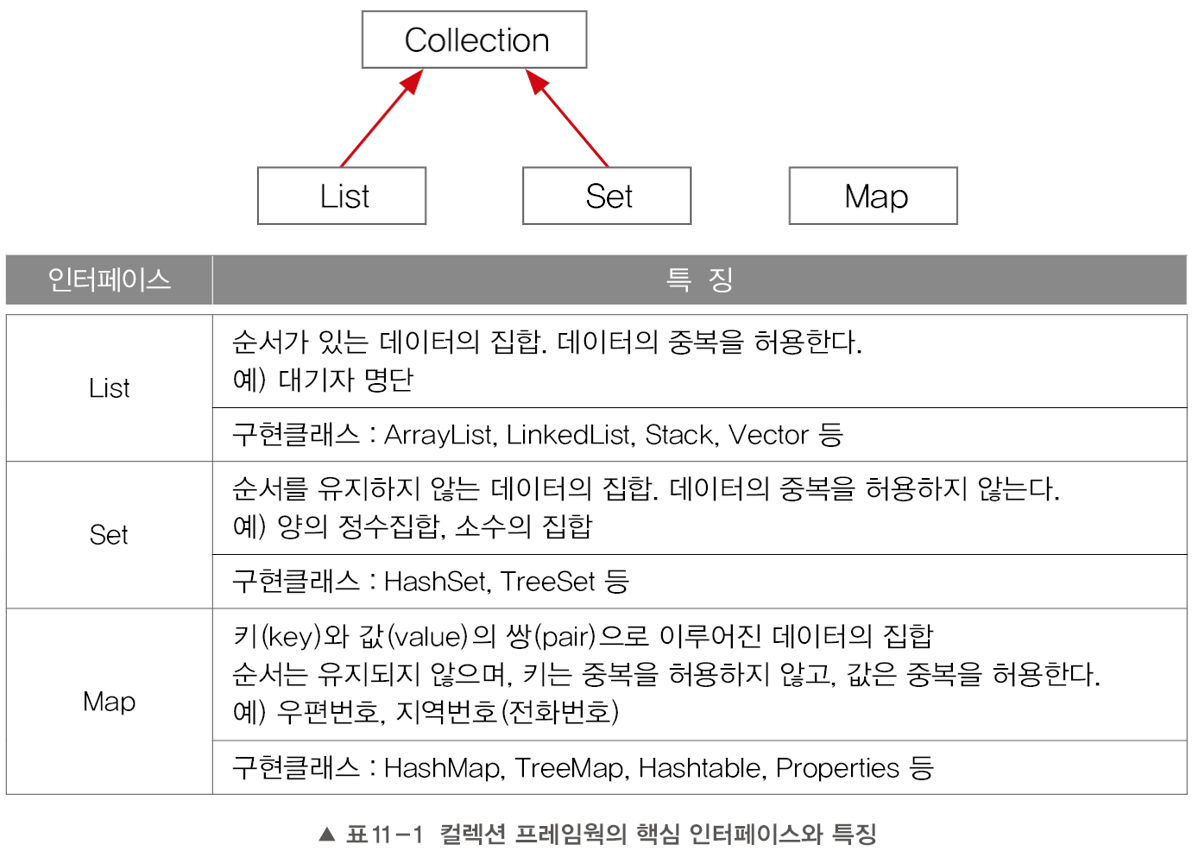 Collection
List
Set
Map
인터페이스
특 징
List
순서가 있는 데이터의 집합. 데이터의 중복을 허용한다.
예) 대기자 명단
구현클래스 : ArrayList, LinkedList, Stack, Vector 등
Set
순서를 유지하지 않는 데이터의 집합. 데이터의 중복을 허용하지 않는다.
예) 양의 정수집합, 소수의 집합
구현클래스 : HashSet, TreeSet 등
Map
키(key)와 값(value)의 쌍(pair)으로 이루어진 데이터의 집합
순서는 유지되지 않으며, 키는 중복을 허용하지 않고, 값은 중복을 허용한다.
예) 우편번호, 지역번호(전화번호)
구현클래스 : HashMap, TreeMap, Hashtable, Properties 등
▲ 표11-1 컬렉션 프레임웍의 핵심 인터페이스와 특징